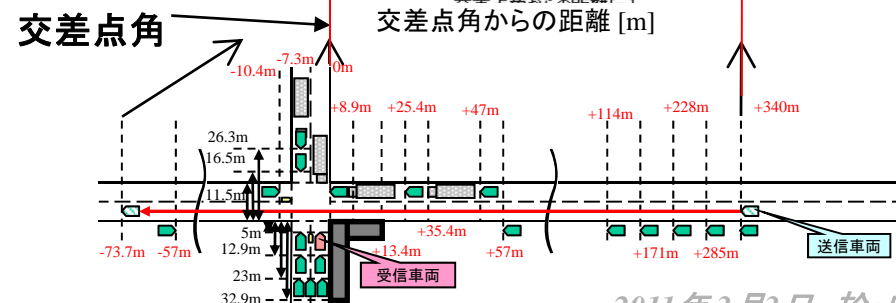 交差点角
交差点角からの距離 [m]
-10.4m
-7.3m
0m
+8.9m
+25.4m
+47m
+114m
+228m
+340m
26.3m
16.5m
11.5m
5m
12.9m
23m
32.9m
-73.7m
-57m
+13.4m
+35.4m
+57m
+171m
+285m
送信車両
受信車両